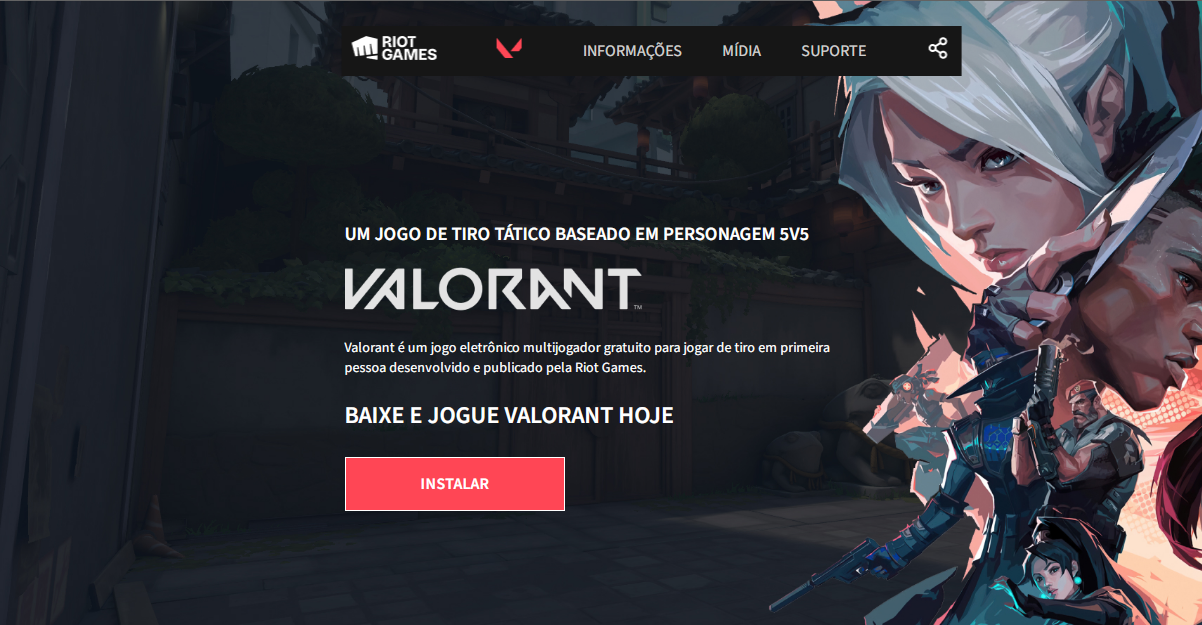 RIOT
GAMES
INFORMAÇÕES
MÍDIA
SUPORTE
UM JOGO DE TIRO TÁTICO BASEADO EM PERSONAGEM 5V5
VALORANT™
Valorant é um jogo eletrônico multijogador gratuito para jogar de tiro em primeira
pessoa desenvolvido e publicado pela Riot Games.
BAIXE E JOGUE VALORANT HOJE
INSTALAR